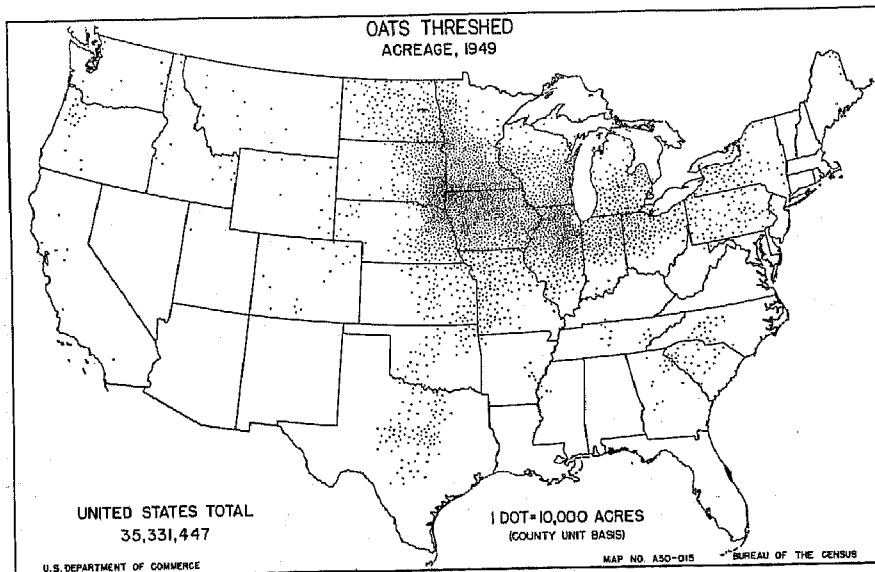 OATS THRESHED
ACREAGE, 1949
UNITED STATES TOTAL
35,331,447
1 DOT=10,000 ACRES
(COUNTY UNIT BASIS)
U.S. DEPARTMENT OF COMMERCE
MAP NO. A50-015
BUREAU OF THE CENSUS